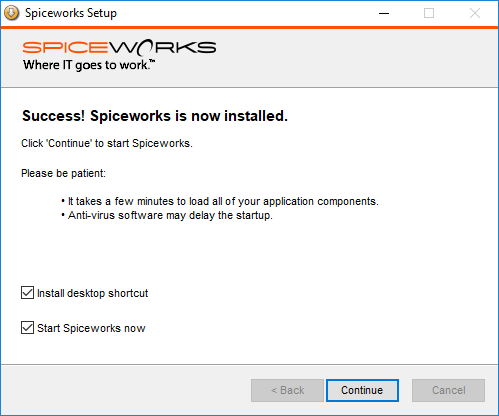 Spiceworks Setup
SPICEWORKS
Where IT goes to work.™
Success! Spiceworks is now installed.
Click 'Continue' to start Spiceworks.
Please be patient:
• It takes a few minutes to load all of your application components.
• Anti-virus software may delay the startup.
Install desktop shortcut
Start Spiceworks now
< Back
Continue
Cancel